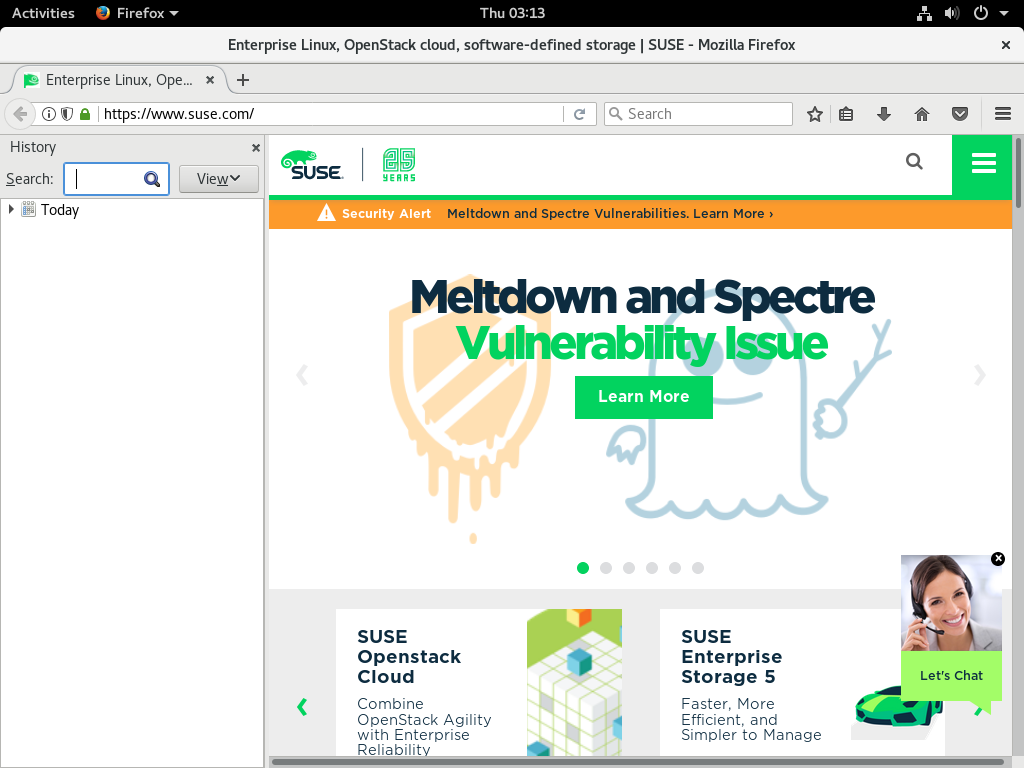 Activities Firefox Thu 03:13
Enterprise Linux, OpenStack cloud, software-defined storage | SUSE - Mozilla Firefox
Enterprise Linux, Ope...
https://www.suse.com/ Search
History
Search: View
Today
SUSE 25 YEARS
Security Alert Meltdown and Spectre Vulnerabilities. Learn More ›
Meltdown and Spectre
Vulnerability Issue
Learn More
SUSE
Openstack
Cloud
Combine
OpenStack Agility
with Enterprise
Reliability
SUSE
Enterprise
Storage 5
Faster, More
Efficient, and
Simpler to Manage
Let's Chat